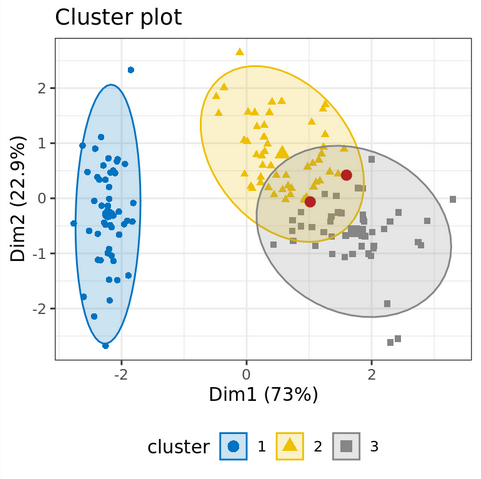 Cluster plot
Dim2 (22.9%)
2
1
0
-1
-2
-2 0 2
Dim1 (73%)
cluster 1 2 3